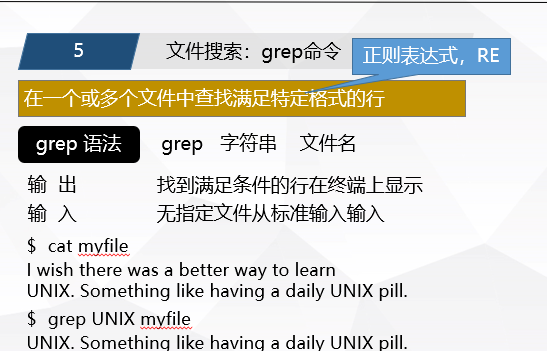 5 文件搜索：grep命令
正则表达式，RE
在一个或多个文件中查找满足特定格式的行
grep 语法 grep 字符串 文件名
输 出 找到满足条件的行在终端上显示
输 入 无指定文件从标准输入输入
$ cat myfile
I wish there was a better way to learn
UNIX. Something like having a daily UNIX pill.
$ grep UNIX myfile
UNIX. Something like having a daily UNIX pill.